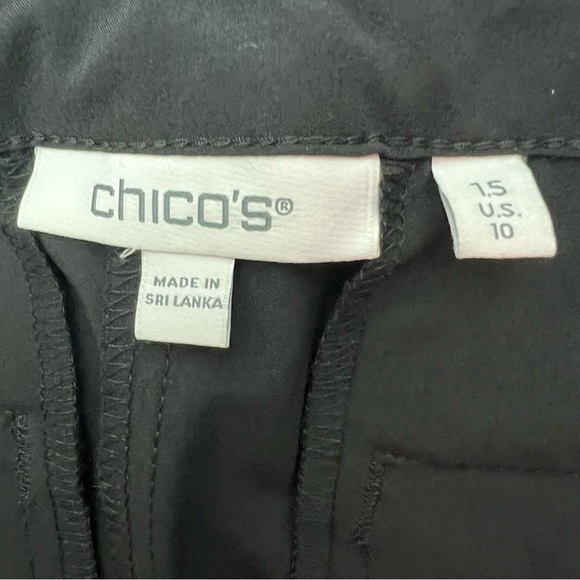 chico's®
MADE IN
SRI LANKA
1.5
U.S.
10